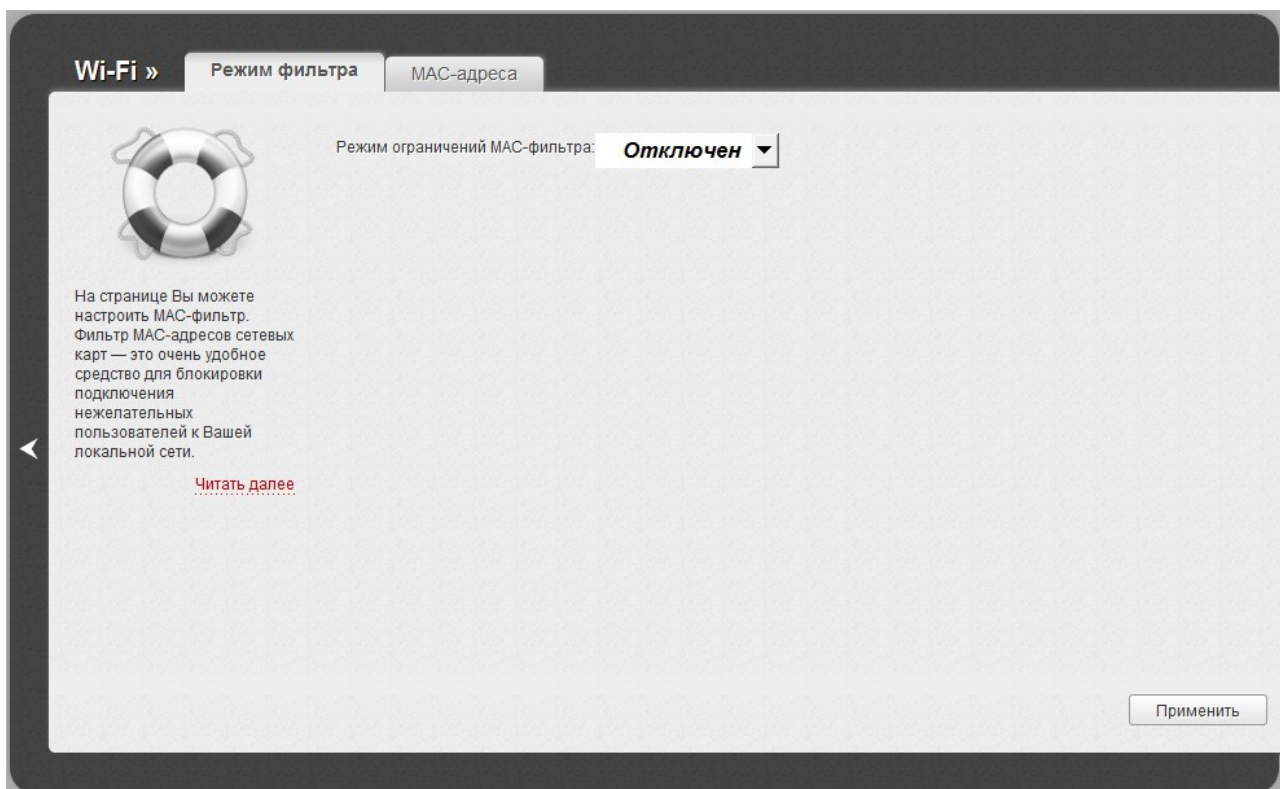 Wi-Fi » Режим фильтра MAC-адреса
Режим ограничений MAC-фильтра: Отключен
На странице Вы можете
настроить MAC-фильтр.
Фильтр MAC-адресов сетевых
карт — это очень удобное
средство для блокировки
подключения
нежелательных
пользователей к Вашей
локальной сети.
Читать далее
Применить